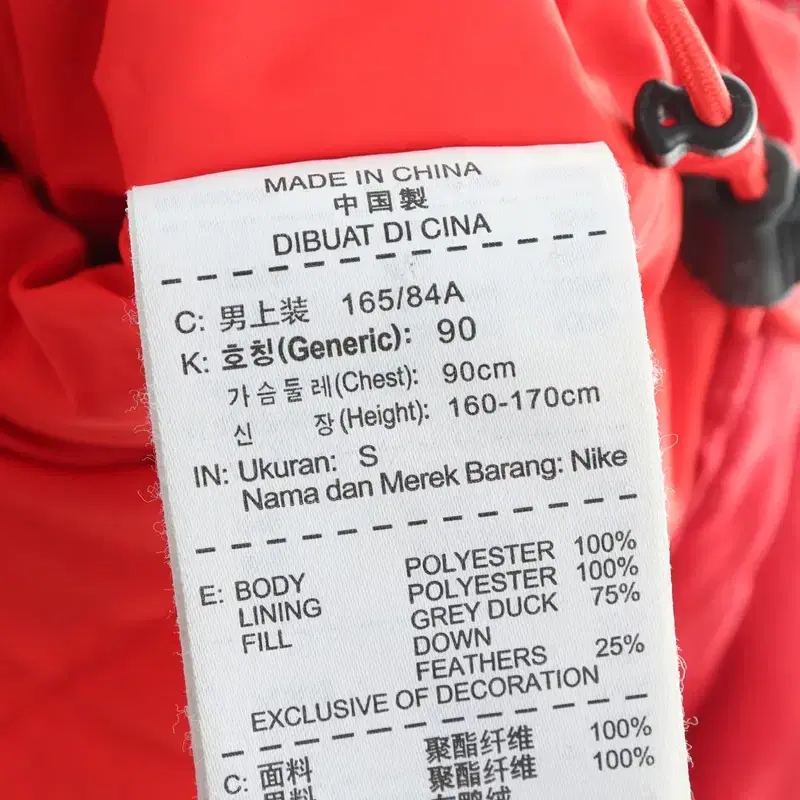 MADE IN CHINA
中国製
DIBUAT DI CINA
C: 男上装 165/84A
K: 호칭(Generic): 90
가슴둘레(Chest): 90cm
신 장(Height): 160-170cm
IN: Ukuran: S
Nama dan Merek Barang: Nike
E: BODY POLYESTER 100%
LINING POLYESTER 100%
FILL GREY DUCK 75%
DOWN
FEATHERS 25%
EXCLUSIVE OF DECORATION
C: 面料 聚酯纤维 100%
聚酯纤维 100%